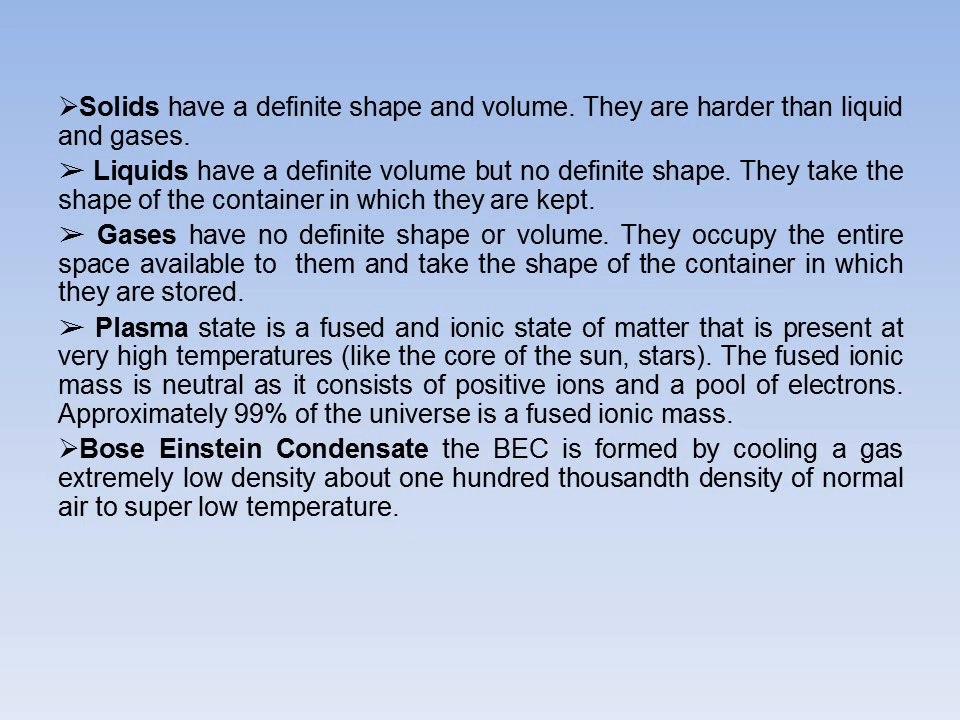 ➢Solids have a definite shape and volume. They are harder than liquid
and gases.
➢ Liquids have a definite volume but no definite shape. They take the
shape of the container in which they are kept.
➢ Gases have no definite shape or volume. They occupy the entire
space available to  them and take the shape of the container in which
they are stored.
➢ Plasma state is a fused and ionic state of matter that is present at
very high temperatures (like the core of the sun, stars). The fused ionic
mass is neutral as it consists of positive ions and a pool of electrons.
Approximately 99% of the universe is a fused ionic mass.
➢Bose Einstein Condensate the BEC is formed by cooling a gas
extremely low density about one hundred thousandth density of normal
air to super low temperature.